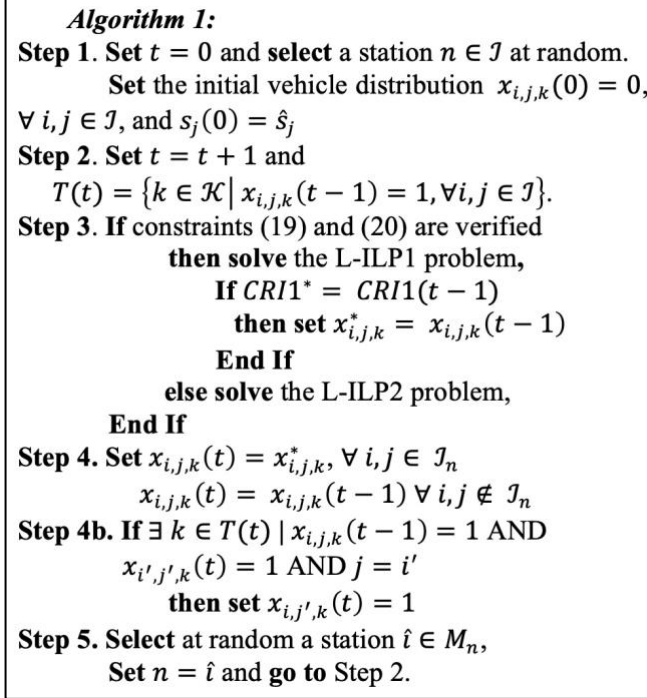 Algorithm 1:
Step 1. Set t = 0 and select a station n ∈ ℐ at random.
Set the initial vehicle distribution x_{i,j,k}(0) = 0,
∀ i, j ∈ ℐ, and s_j(0) = ŝ_j
Step 2. Set t = t + 1 and
T(t) = {k ∈ 𝒦| x_{i,j,k}(t − 1) = 1, ∀i, j ∈ ℐ}.
Step 3. If constraints (19) and (20) are verified
then solve the L-ILP1 problem,
If CRI1* = CRI1(t − 1)
then set x*_{i,j,k} = x_{i,j,k}(t − 1)
End If
else solve the L-ILP2 problem,
End If
Step 4. Set x_{i,j,k}(t) = x*_{i,j,k}, ∀ i, j ∈ ℐ_n
x_{i,j,k}(t) = x_{i,j,k}(t − 1) ∀ i, j ∉ ℐ_n
Step 4b. If ∃ k ∈ T(t) | x_{i,j,k}(t − 1) = 1 AND
x_{i′,j′,k}(t) = 1 AND j = i′
then set x_{i,j′,k}(t) = 1
Step 5. Select at random a station î ∈ M_n,
Set n = î and go to Step 2.